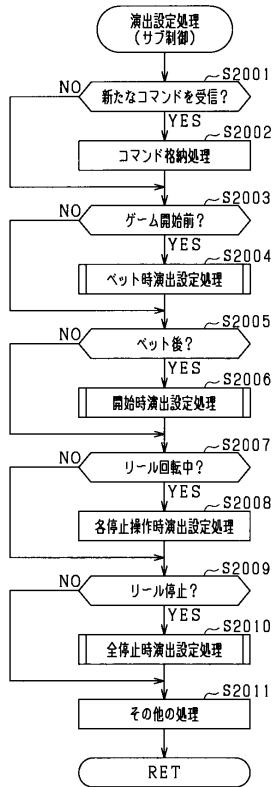 演出設定処理
(サブ制御)
S2001
NO
新たなコマンドを受信?
YES
S2002
コマンド格納処理
S2003
NO
ゲーム開始前?
YES
S2004
ベット時演出設定処理
S2005
NO
ベット後?
YES
S2006
開始時演出設定処理
S2007
NO
リール回転中?
YES
S2008
各停止操作時演出設定処理
S2009
NO
リール停止?
YES
S2010
全停止時演出設定処理
S2011
その他の処理
RET